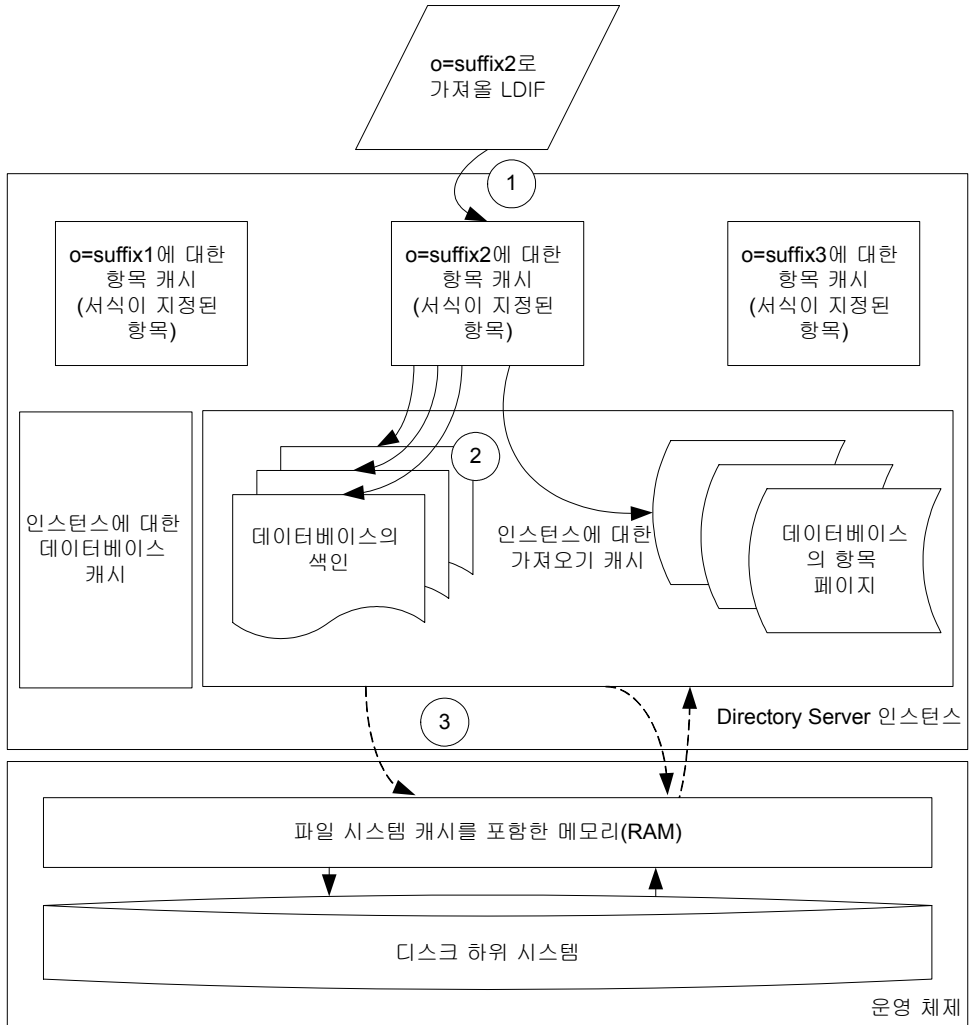 o=suffix2로
가져올 LDIF
1
o=suffix1에 대한
항목 캐시
(서식이 지정된
항목)
o=suffix2에 대한
항목 캐시
(서식이 지정된
항목)
o=suffix3에 대한
항목 캐시
(서식이 지정된
항목)
2
인스턴스에 대한
데이터베이스
캐시
데이터베이스의
색인
인스턴스에 대한
가져오기 캐시
데이터베이스
의 항목
페이지
3
Directory Server 인스턴스
파일 시스템 캐시를 포함한 메모리(RAM)
디스크 하위 시스템
운영 체제